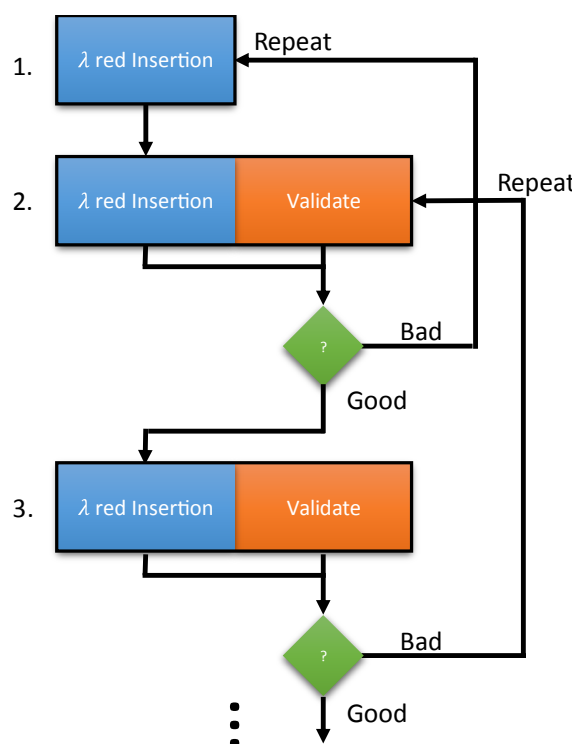 Repeat
1.
λ red Insertion
Repeat
2.
λ red Insertion
Validate
?
Bad
Good
3.
λ red Insertion
Validate
?
Bad
Good